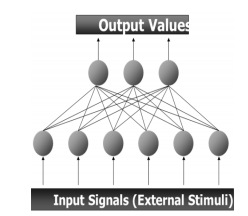 Output Values
Input Signals (External Stimuli)